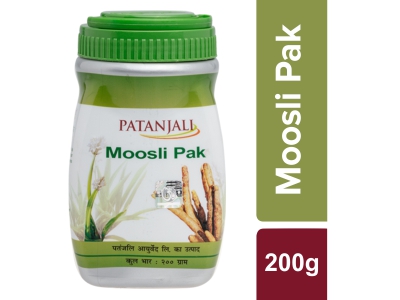 PATANJALI
Moosli Pak
पतंजलि आयुर्वेद लि. का उत्पाद
कुल भार : २०० ग्राम
Moosli Pak
200g